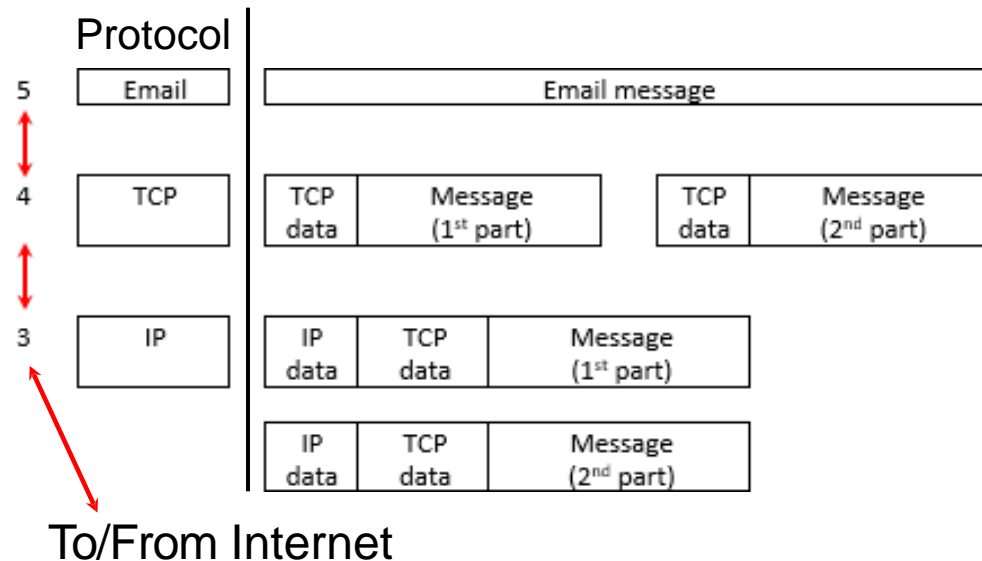 Protocol
5 Email Email message
4 TCP TCP Message TCP Message
data (1st part) data (2nd part)
3 IP IP TCP Message
data data (1st part)
IP TCP Message
data data (2nd part)
To/From Internet